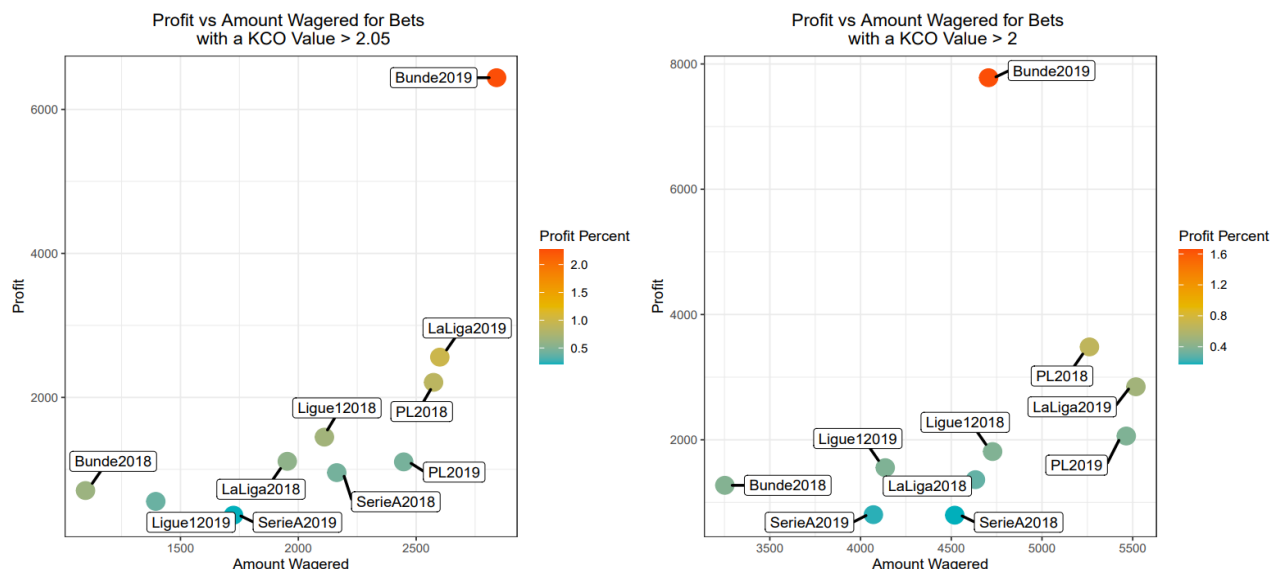 Profit vs Amount Wagered for Bets
with a KCO Value > 2.05
Bunde2019
6000
4000
2000
Profit
LaLiga2019
PL2018
Ligue12018
Bunde2018
LaLiga2018
PL2019
SerieA2018
Ligue12019
SerieA2019
1500
2000
2500
Amount Wagered
Profit Percent
2.0
1.5
1.0
0.5
Profit vs Amount Wagered for Bets
with a KCO Value > 2
8000
6000
4000
2000
Profit
Bunde2019
PL2018
LaLiga2019
Ligue12018
Ligue12019
PL2019
LaLiga2018
Bunde2018
SerieA2019
SerieA2018
3500
4000
4500
5000
5500
Amount Wagered
Profit Percent
1.6
1.2
0.8
0.4